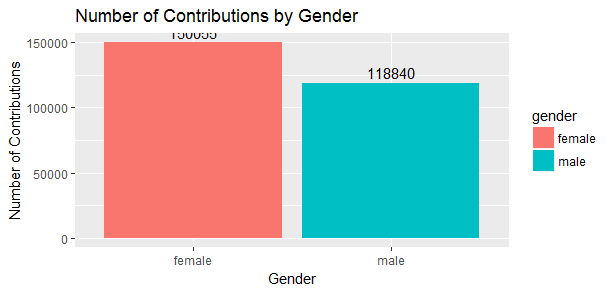 Number of Contributions by Gender
Number of Contributions
150000
100000
50000
0
150055
118840
female
male
Gender
gender
female
male